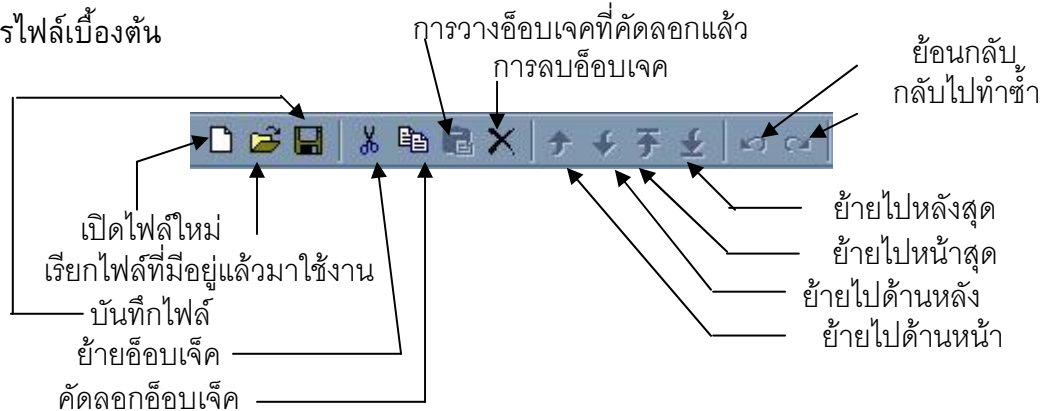 รไฟล์เบื้องต้น
การวางอ็อบเจคที่คัดลอกแล้ว
การลบอ็อบเจค
ย้อนกลับ
กลับไปทำซ้ำ
เปิดไฟล์ใหม่
เรียกไฟล์ที่มีอยู่แล้วมาใช้งาน
บันทึกไฟล์
ย้ายอ็อบเจ็ค
คัดลอกอ็อบเจ็ค
ย้ายไปหลังสุด
ย้ายไปหน้าสุด
ย้ายไปด้านหลัง
ย้ายไปด้านหน้า